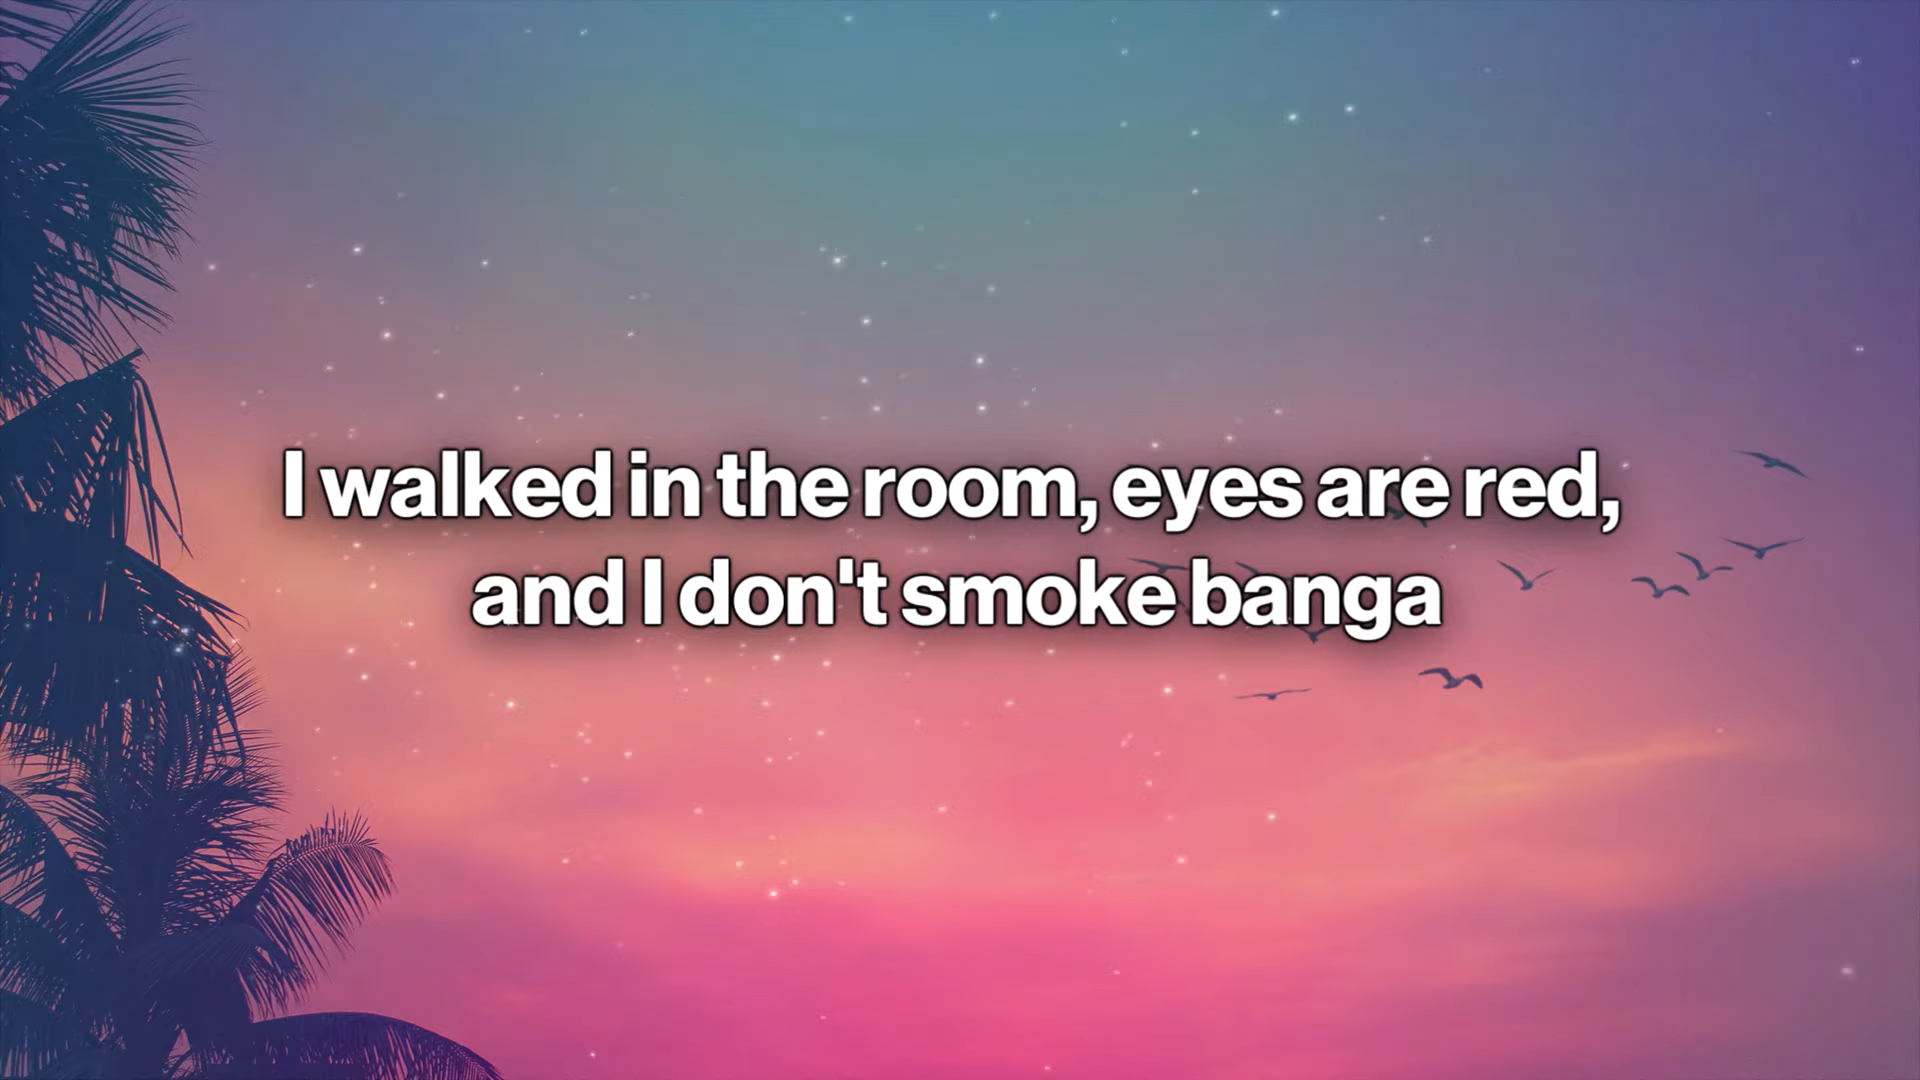 I walked in the room, eyes are red,
and I don't smoke banga